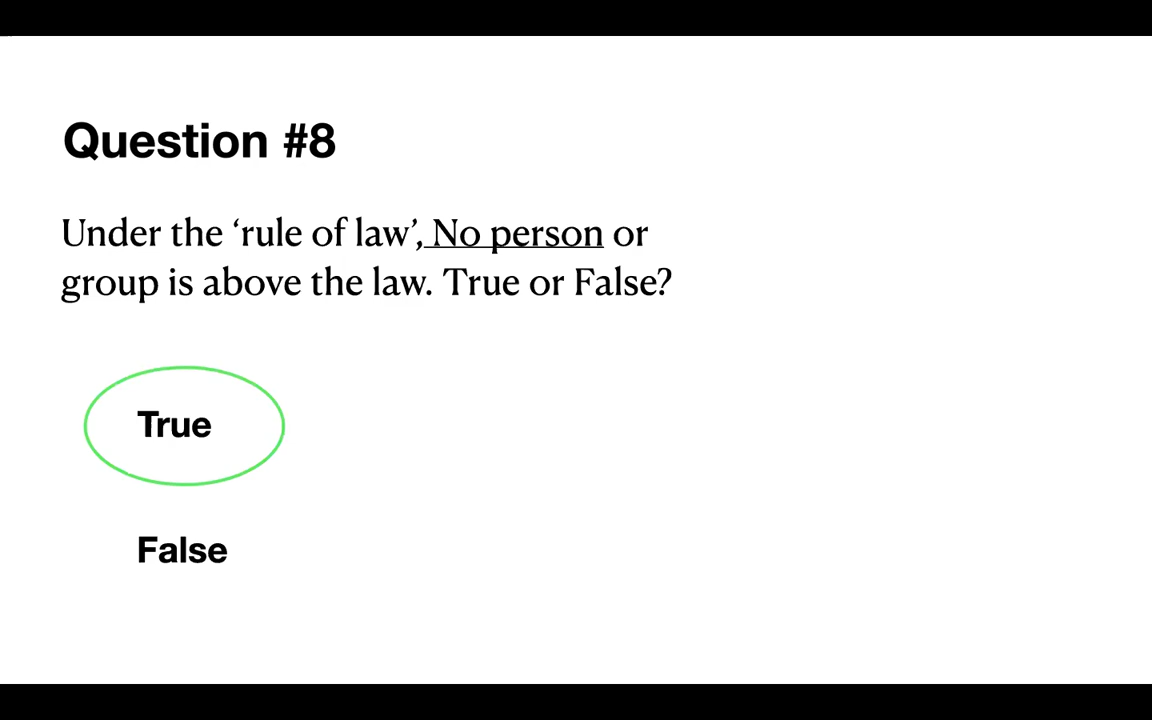 Question #8
Under the ‘rule of law’, No person or
group is above the law. True or False?
True
False